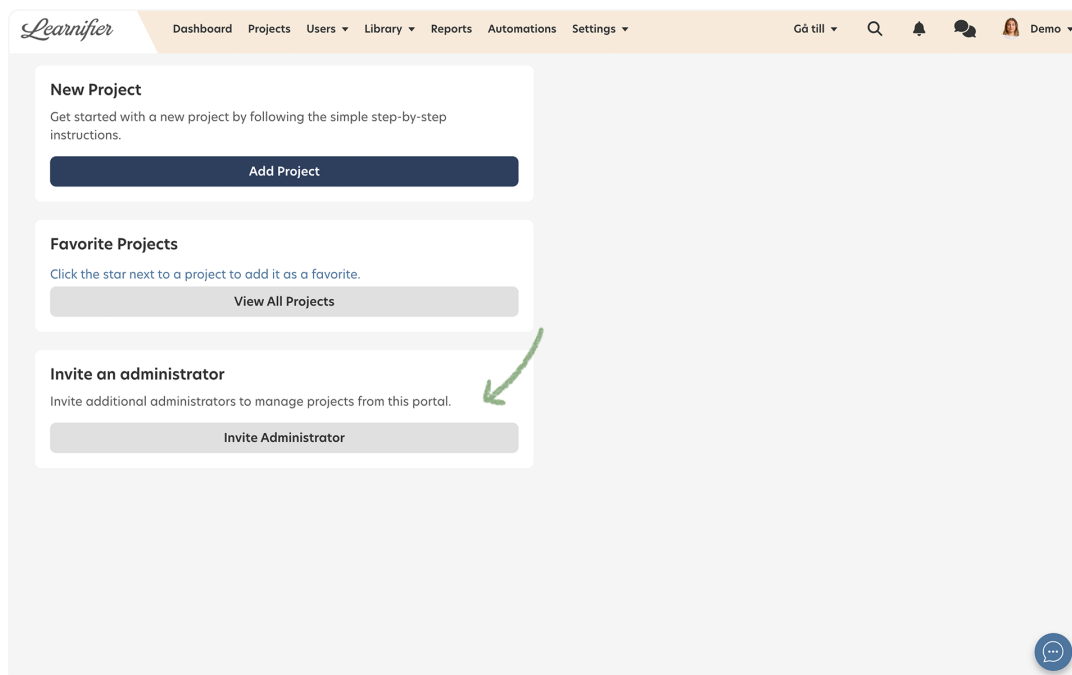 Learnifier
Dashboard Projects Users Library Reports Automations Settings Gå till Demo
New Project
Get started with a new project by following the simple step-by-step
instructions.
Add Project
Favorite Projects
Click the star next to a project to add it as a favorite.
View All Projects
Invite an administrator
Invite additional administrators to manage projects from this portal.
Invite Administrator